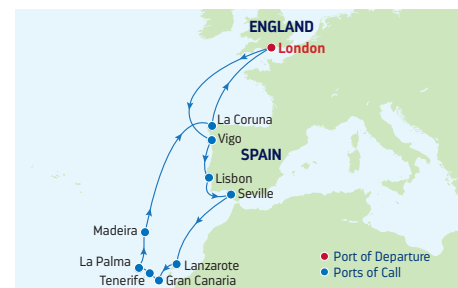 ENGLAND
London
La Coruna
Vigo
SPAIN
Lisbon
Seville
Madeira
La Palma
Lanzarote
Tenerife
Gran Canaria
Port of Departure
Ports of Call